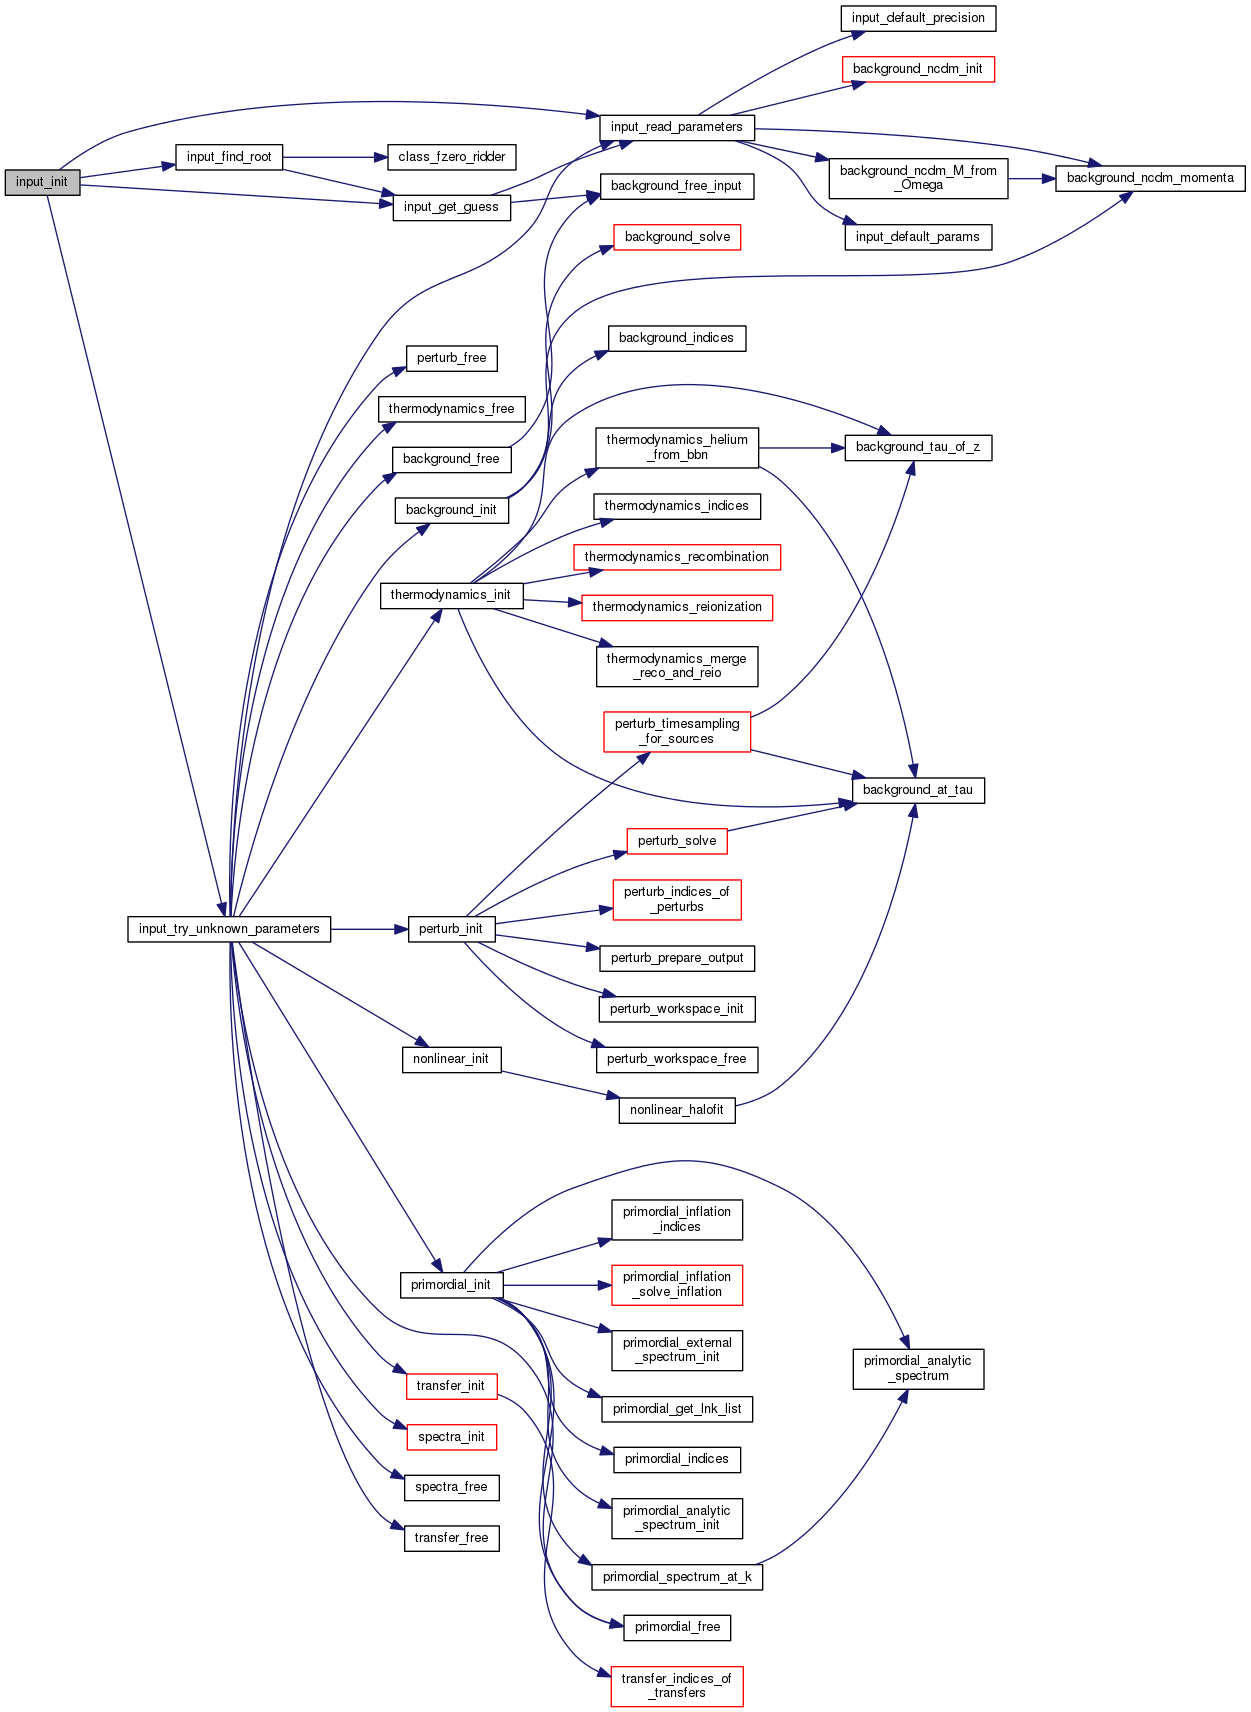 input_default_precision
background_ncdm_init
input_read_parameters
input_find_root
class_fzero_ridder
input_init
background_ncdm_M_from
_Omega
background_ncdm_momenta
background_free_input
input_get_guess
background_solve
input_default_params
background_indices
perturb_free
thermodynamics_free
thermodynamics_helium
_from_bbn
background_tau_of_z
background_free
background_init
thermodynamics_indices
thermodynamics_recombination
thermodynamics_init
thermodynamics_reionization
thermodynamics_merge
_reco_and_reio
perturb_timesampling
_for_sources
background_at_tau
perturb_solve
perturb_indices_of
_perturbs
input_try_unknown_parameters
perturb_init
perturb_prepare_output
perturb_workspace_init
nonlinear_init
perturb_workspace_free
nonlinear_halofit
primordial_inflation
_indices
primordial_init
primordial_inflation
_solve_inflation
primordial_external
_spectrum_init
primordial_analytic
_spectrum
transfer_init
primordial_get_lnk_list
spectra_init
primordial_indices
spectra_free
primordial_analytic
_spectrum_init
transfer_free
primordial_spectrum_at_k
primordial_free
transfer_indices_of
_transfers